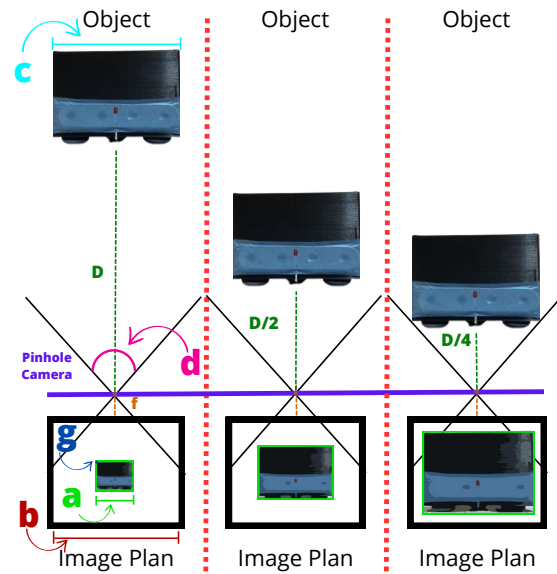 Object
Object
Object
c
D
D/2
D/4
Pinhole
Camera
d
f
g
a
b
Image Plan
Image Plan
Image Plan